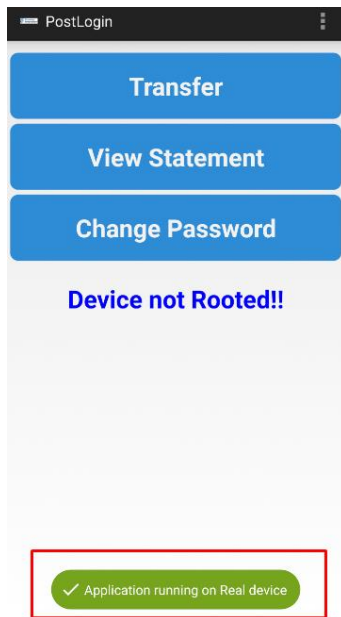 PostLogin
Transfer
View Statement
Change Password
Device not Rooted!!
Application running on Real device